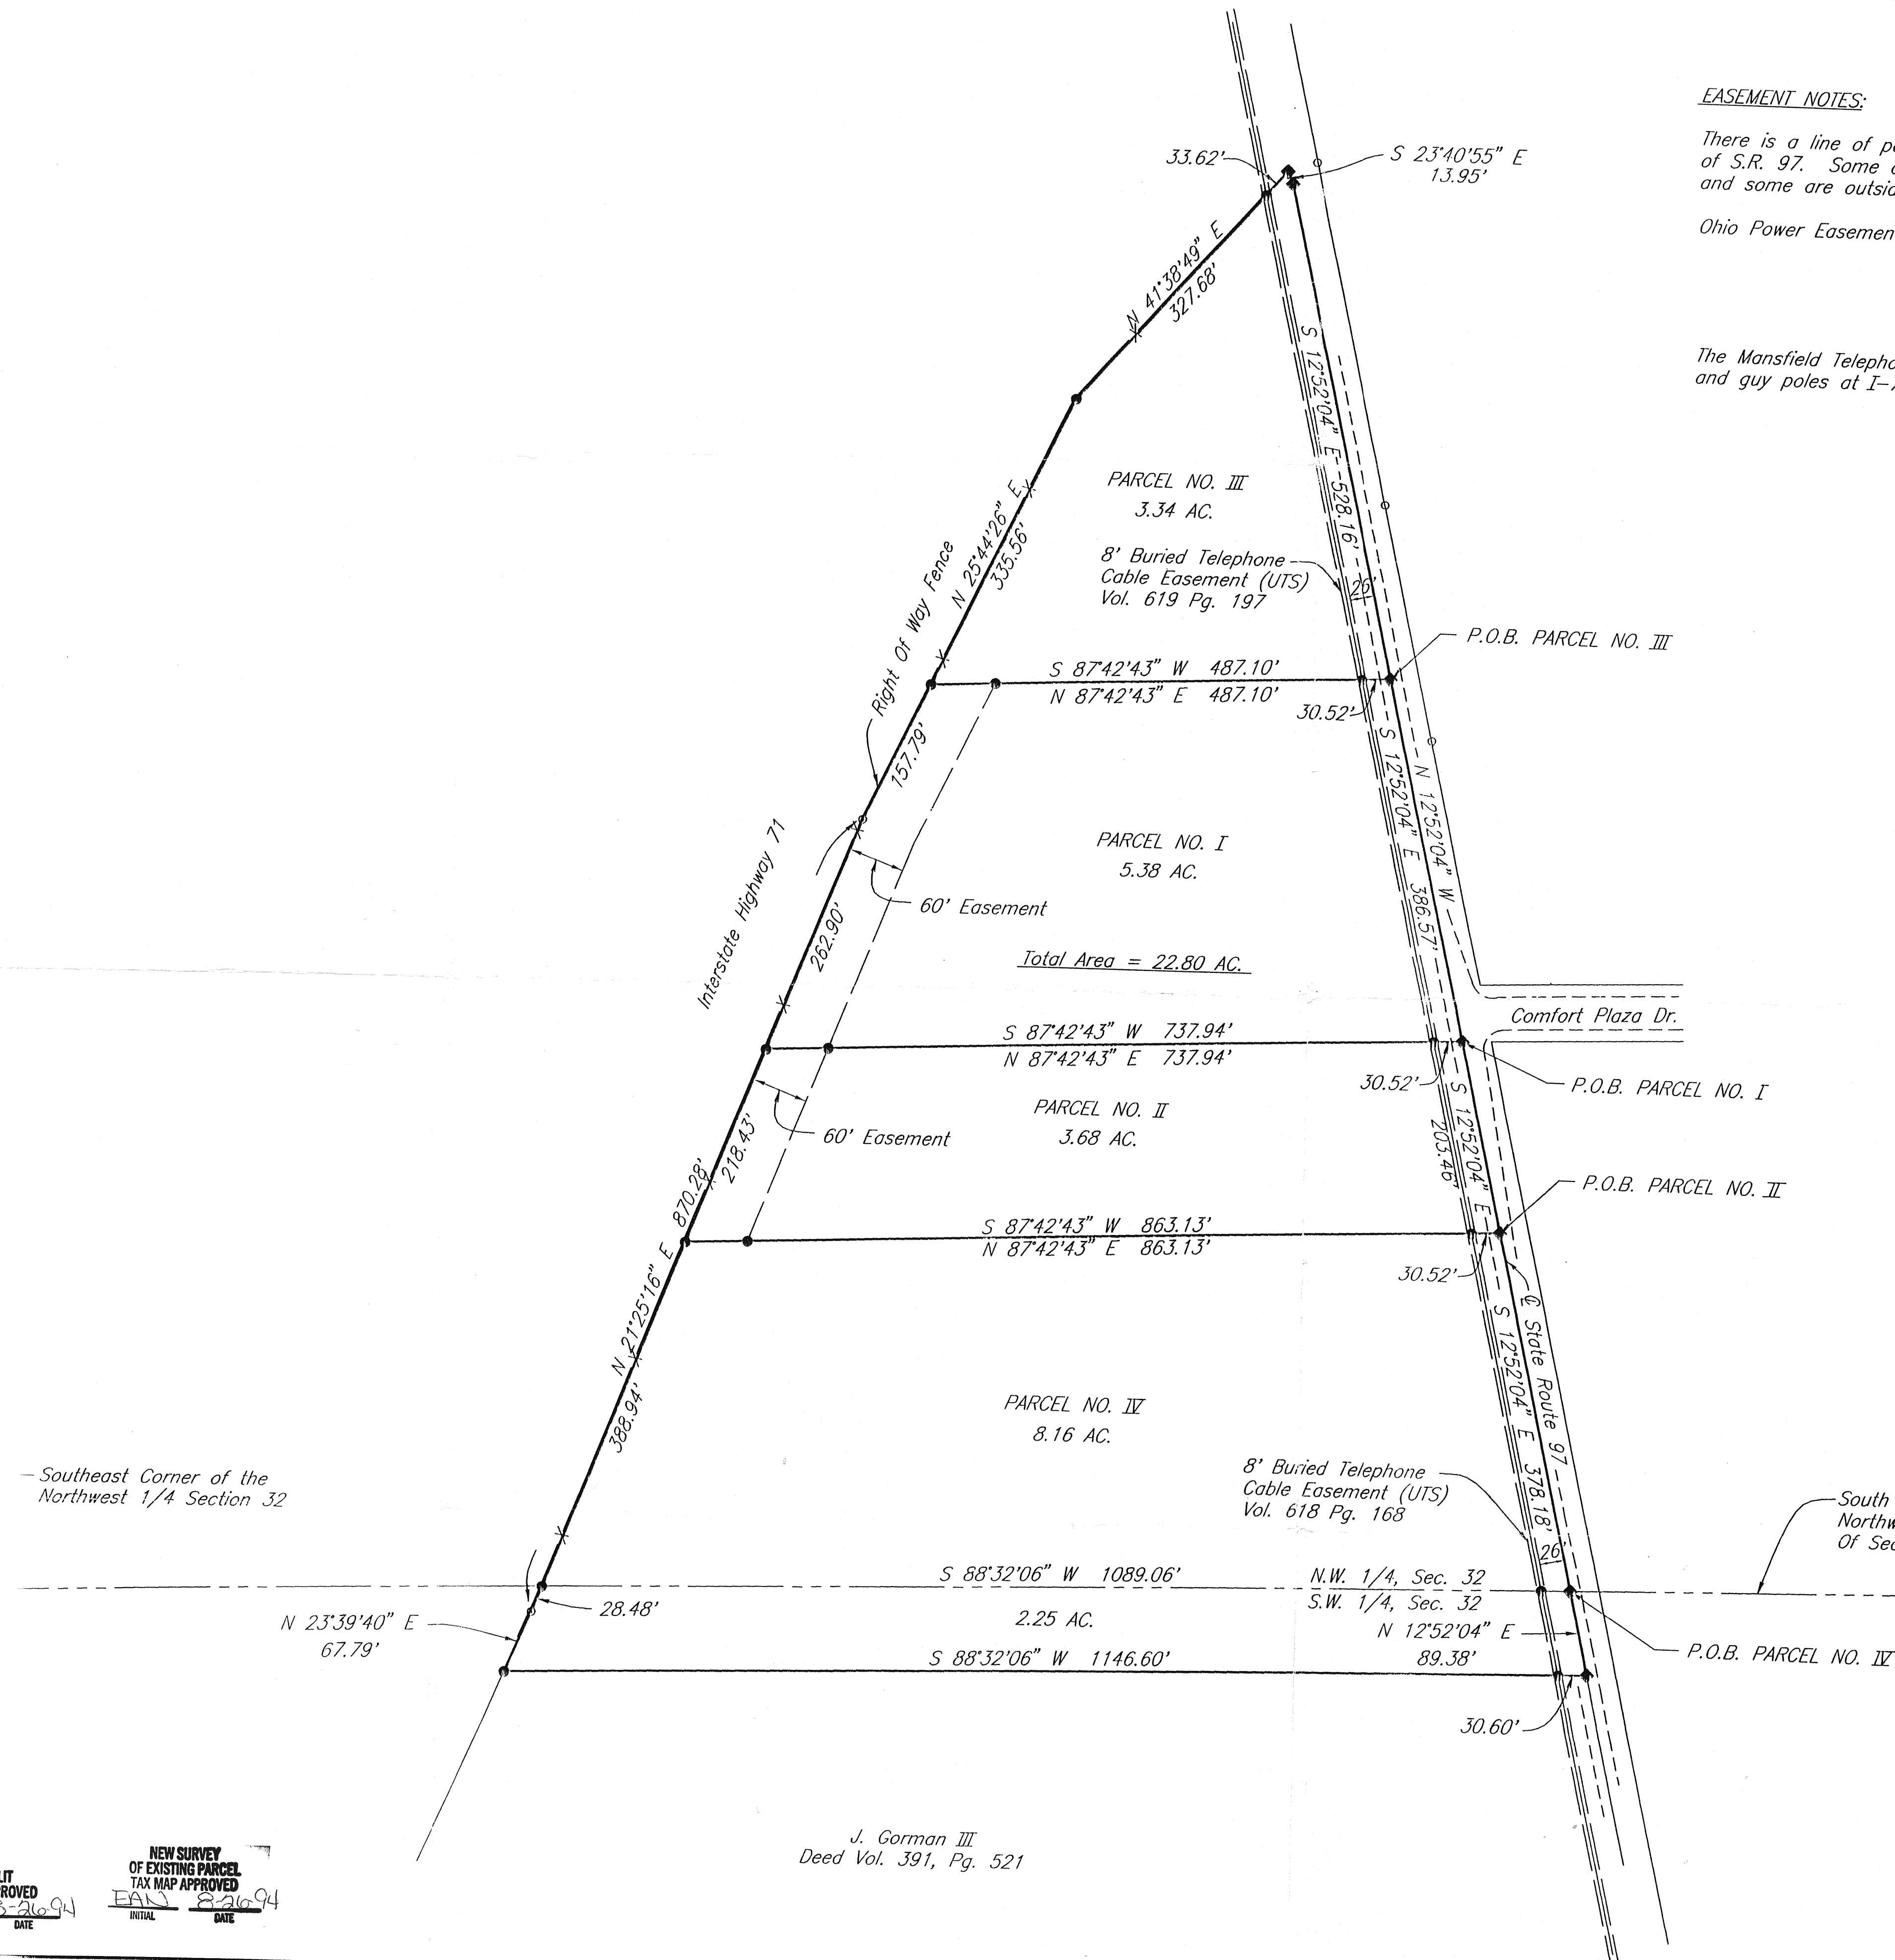 EASEMENT NOTES:
There is a line of
of S.R. 97. Some
and some are
Ohio Power
The Mansfield
and guy poles at
33.62'
S 23°40'55" E
13.95'
N 41°38'49" E
327.68'
S 12°52'04" E 528.16'
PARCEL NO. III
3.34 AC.
N 25°44'26" E
335.56'
8' Buried Telephone
Cable Easement (UTS)
Vol. 619 Pg. 197
26'
Right Of Way Fence
P.O.B. PARCEL NO. III
S 87°42'43" W 487.10'
N 87°42'43" E 487.10'
30.52'
157.79'
S 12°52'04" E 386.57'
N 12°52'04" W
PARCEL NO. I
5.38 AC.
Interstate Highway 71
60' Easement
262.90'
Total Area = 22.80 AC.
Comfort Plaza Dr.
S 87°42'43" W 737.94'
N 87°42'43" E 737.94'
30.52'
P.O.B. PARCEL NO. I
PARCEL NO. II
3.68 AC.
60' Easement
218.43'
S 12°52'04" E
203.46'
P.O.B. PARCEL NO. II
S 87°42'43" W 863.13'
N 87°42'43" E 863.13'
30.52'
N 21°25'16" E 870.28'
388.94'
℄ State Route 97
S 12°52'04" E 378.18'
PARCEL NO. IV
8.16 AC.
Southeast Corner of the
Northwest 1/4 Section 32
8' Buried Telephone
Cable Easement (UTS)
Vol. 618 Pg. 168
26'
South
Of
S 88°32'06" W 1089.06'
N.W. 1/4, Sec. 32
S.W. 1/4, Sec. 32
28.48'
2.25 AC.
N 23°39'40" E
67.79'
N 12°52'04" E
89.38'
P.O.B. PARCEL NO. IV
S 88°32'06" W 1146.60'
30.60'
J. Gorman III
Deed Vol. 391, Pg. 521
DATE
NEW SURVEY
OF EXISTING PARCEL
TAX MAP APPROVED
EAN 8-26-94
INITIAL DATE